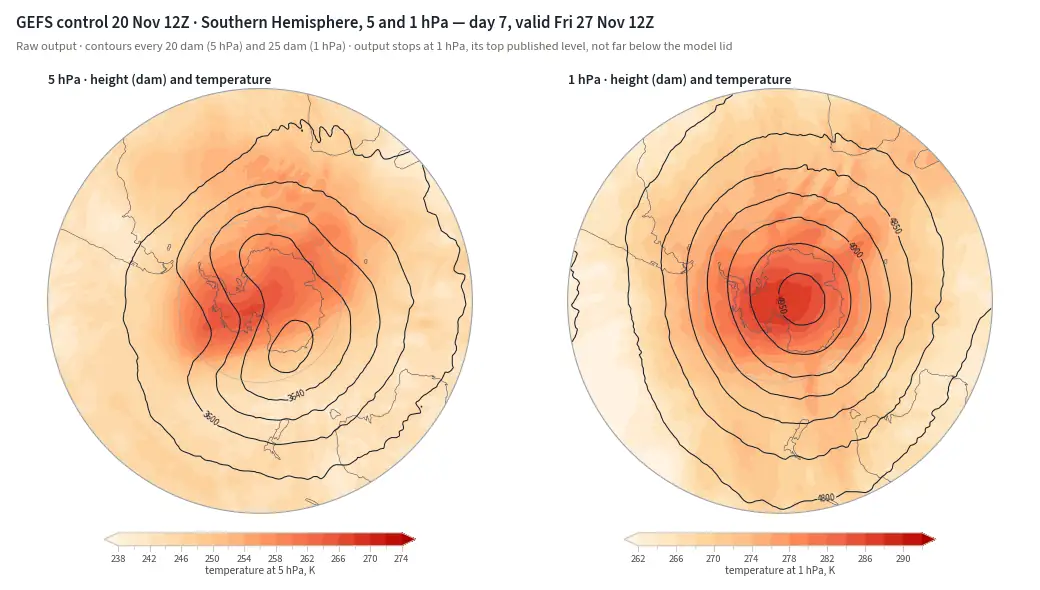 GEFS control 20 Nov 12Z · Southern Hemisphere, 5 and 1 hPa — day 7, valid Fri 27 Nov 12Z
Raw output · contours every 20 dam (5 hPa) and 25 dam (1 hPa) · output stops at 1 hPa, its top published level, not far below the model lid
5 hPa · height (dam) and temperature
1 hPa · height (dam) and temperature
3640
3600
4850
4900
4950
4800
238 242 246 250 254 258 262 266 270 274
temperature at 5 hPa, K
262 266 270 274 278 282 286 290
temperature at 1 hPa, K